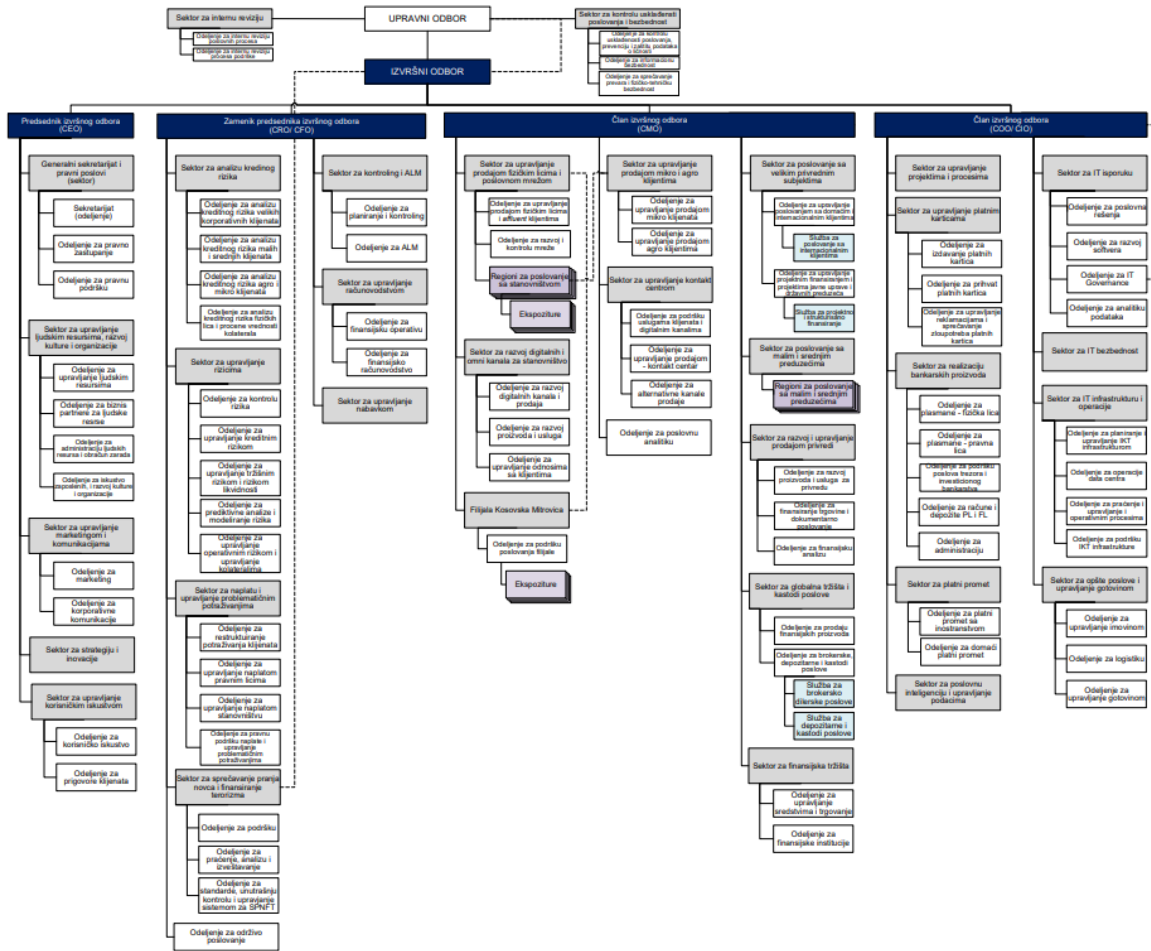 Sektor za internu reviziju
Odeljenje za internu reviziju
poslovnih procesa
Odeljenje za internu reviziju
procesa podrške
UPRAVNI ODBOR
Sektor za kontrolu usklađenosti
poslovanja i bezbednost
Odeljenje za kontrolu
usklađenosti poslovanja,
prevenciju i zaštitu podataka
o ličnosti
Odeljenje za informacionu
bezbednost
Odeljenje za sprečavanje
prevara i fizičko-tehničku
bezbednost
IZVRŠNI ODBOR
Predsednik izvršnog odbora
(CEO)
Generalni sekretarijat i
pravni poslovi
(sektor)
Sekretarijat
(odeljenje)
Odeljenje za pravno
zastupanje
Odeljenje za pravnu
podršku
Sektor za upravljanje
ljudskim resursima, razvoj
kulture i organizacije
Odeljenje za
upravljanje ljudskim
resursima
Odeljenje za biznis
partnere za ljudske
resrse
Odeljenje za
administraciju ljudskih
resursa i obračun zarada
Odeljenje za iskustvo
zaposlenih, i razvoj kulture
i organizacije
Sektor za upravljanje
marketingom i
komunikacijama
Odeljenje za
marketing
Odeljenje za
korporativne
komunikacije
Sektor za strategiju i
inovacije
Sektor za upravljanje
korisničkim iskustvom
Odeljenje za
korisničko iskustvo
Odeljenje za
prigovore klijenata
Zamenik predsednika izvršnog odbora
(CRO/ CFO)
Sektor za analizu kredinog
rizika
Odeljenje za analizu
kreditnog rizika velikih
korporativnih klijenata
Odeljenje za analizu
kreditnog rizika malih
i srednjih klijenata
Odeljenje za analizu
kreditnog rizika agro i
mikro klijenata
Odeljenje za analizu
kreditnog rizika fizičkih
lica i procene vrednosti
kolaterala
Sektor za upravljanje
rizicima
Odeljenje za kontrolu
rizika
Odeljenje za
upravljanje kreditnim
rizikom
Odeljenje za
upravljanje tržišnim
rizikom i rizikom
likvidnosti
Odeljenje za
prediktivne analize i
modeliranje rizika
Odeljenje za
upravljanje
operativnim rizikom i
upravljanje
kolateralima
Sektor za naplatu i
upravljanje problematičnim
potraživanjima
Odeljenje za
restruktuiranje
potraživanja klijenata
Odeljenje za
upravljanje naplatom
pravnim licima
Odeljenje za
upravljanje naplatom
stanovništvu
Odeljenje za pravnu
podršku naplate i
upravljanja
problematičnim
potraživanjima
Sektor za sprečavanje pranja
novca i finansiranje
terorizma
Odeljenje za podršku
Odeljenje za
praćenje, analizu i
izveštavanje
Odeljenje za
standarde, unutrašnju
kontrolu i upravjanje
sistemom za SPNFT
Odeljenje za održivo
poslovanje
Sektor za kontroling i ALM
Odeljenje za
planiranje i kontroling
Odeljenje za ALM
Sektor za upravljanje
računovodstvom
Odeljenje za
finansijsku operativu
Odeljenje za
finansijsko
računovodstvo
Sektor za upravljanje
nabavkom
Član izvršnog odbora
(CMO)
Sektor za upravljanje
prodajom fizičkim licima i
poslovnom mrežom
Odeljenje za upravljanje
prodajom fizičkim licima i
affluent klijentima
Odeljenje za razvoj i
kontrolu mreže
Regioni za poslovanje
sa stanovništvom
Ekspoziture
Sektor za razvoj digitalnih i
omni kanala za stanovništvo
Odeljenje za razvoj
digitalnih kanala i
prodaja
Odeljenje za razvoj
proizvoda i usluga
Odeljenje za
upravljanje odnosima
sa klijentima
Filijala Kosovska Mitrovica
Odeljenje za podršku
poslovanja filijale
Ekapoziture
Sektor za upravljanje
prodajom mikro i agro
klijentima
Odeljenje za
upravljanje prodajom
mikro klijenata
Odeljenje za
upravljanje prodajom
agro klijentima
Sektor za upravljanje kontakt
centrom
Odeljenje za podršku
uslugama klijenata i
digitalnim kanalima
Odeljenje za
upravljanje prodajom
- kontakt centar
Odeljenje za
alternative kanale
prodaje
Odeljenje za poslovnu
analitiku
Sektor za poslovanje sa
velikim privrednim
subjektima
Odeljenje za upravljanje
poslovanjem sa domaćim i
internacionalnim klijentima
Služba za
poslovanje sa
internacionalnim
klijentima
Odeljenje za upravljanje
projektnim finansiranjem i
projektima javne uprave i
državnih preduzeća
Služba za projektno
i strukturalno
finansiranje
Sektor za poslovanje sa
malim i srednjim
preduzećima
Regioni za poslovanje
sa malim i srednjim
preduzećima
Sektor za razvoj i upravljanje
prodajom privredi
Odeljenje za razvoj
proizvoda i usluga za
privredu
Odeljenje za
finansiranje trgovine i
dokumentarno
poslovanje
Odeljenje za finansijsku
analizu
Sektor za globalna tržišta i
kastodi poslove
Odeljenje za prodaju
finansijskih proizvoda
Odeljenje za brokerske,
depozitarne i kastodi
poslove
Služba za
brokersko
dilerske poslove
Služba za
depozitarne i
kastodi poslove
Sektor za finansijska tržišta
Odeljenje za
upravljanje
sredstvima i trgovanje
Odeljenje za
finansijske institucije
Član izvršnog odbora
(COO/ CIO)
Sektor za upravljanje
projektima i procesima
Sektor za upravljanje platnim
karticama
Odeljenje za
izdavanje platnih
kartica
Odeljenje za prihvat
platnih kartica
Odeljenje za upravljanje
reklamacijama i
sprečavanje
zloupotreba platnih
kartica
Sektor za realizaciju
bankarskih proizvoda
Odeljenje za
plasmane - fizička lica
Odeljenje za
plasmane - pravna
lica
Odeljenje za podršku
poslova trezora i
investicionog
bankarstva
Odeljenje za račune i
depozite PL i FL
Odeljenje za
administraciju
Sektor za platni promet
Odeljenje za platni
promet sa
inostranstvom
Odeljenje za domaći
platni promet
Sektor za poslovnu
inteligenciju i upravljanje
podacima
Sektor za IT isporuku
Odeljenje za poslovna
rešenja
Odeljenje za razvoj
softvera
Odeljenje za IT
Governance
Odeljenje za analitiku
podataka
Sektor za IT bezbednost
Sektor za IT infrastrukturu i
operacije
Odeljenje za planiranje i
upravljanje IKT
infrastrukturom
Odeljenje za operacije
data centra
Odeljenje za praćenje i
upravljanje i
operativnim procesima
Odeljenje za podršku
IKT infrastrukture
Sektor za opšte poslove i
upravljanje gotovinom
Odeljenje za
upravljanje imovinom
Odeljenje za logistiku
Odeljenje za
upravljanje gotovinom